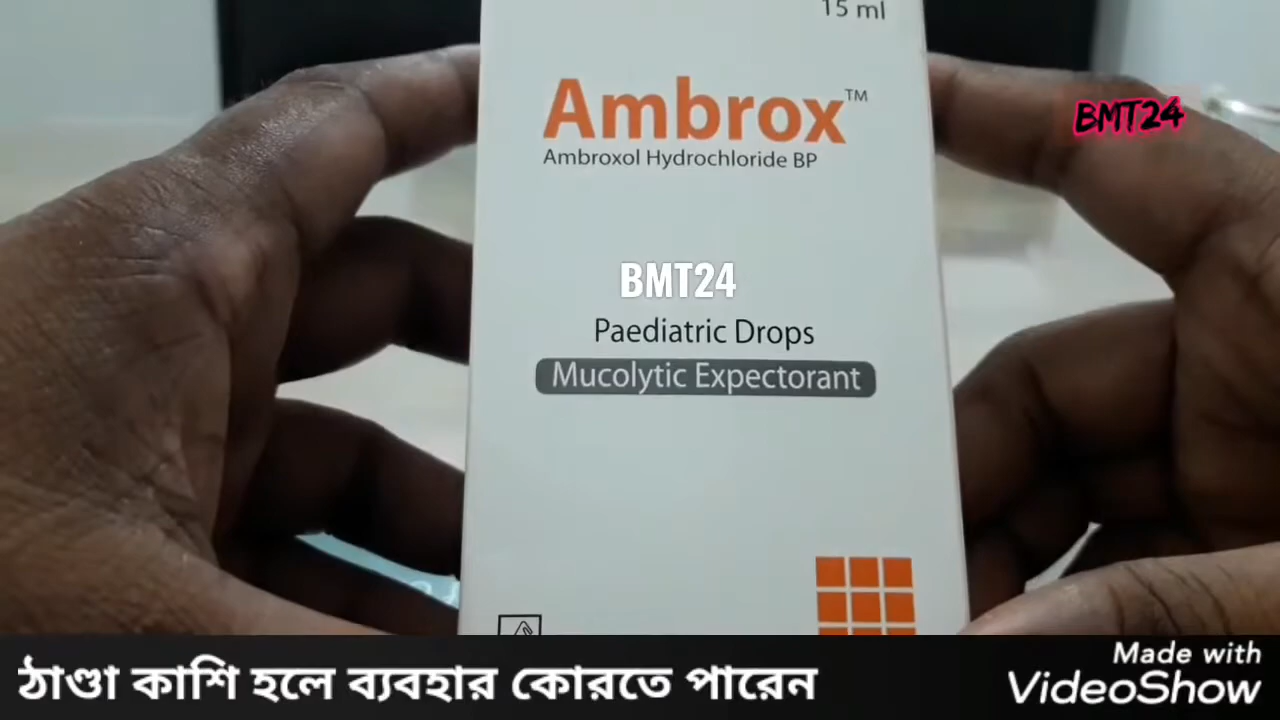 15 ml
Ambrox™
Ambroxol Hydrochloride BP
BMT24
BMT24
Paediatric Drops
Mucolytic Expectorant
ঠাণ্ডা কাশি হলে ব্যবহার কোরতে পারেন
Made with
VideoShow